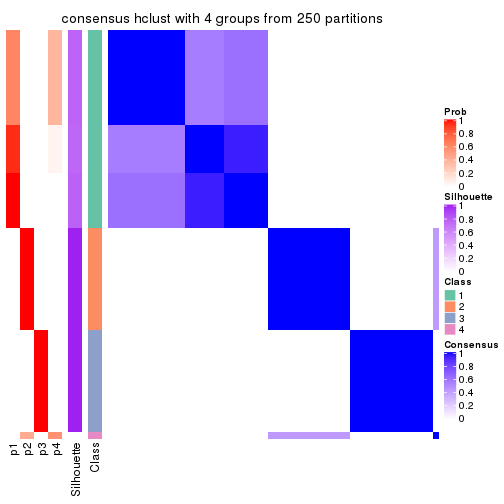 consensus hclust with 4 groups from 250 partitions
Prob
1
0.8
0.6
0.4
0.2
0
Silhouette
1
0.8
0.6
0.4
0.2
0
Class
1
2
3
4
Consensus
1
0.8
0.6
0.4
0.2
0
p1
p2
p3
p4
Silhouette
Class